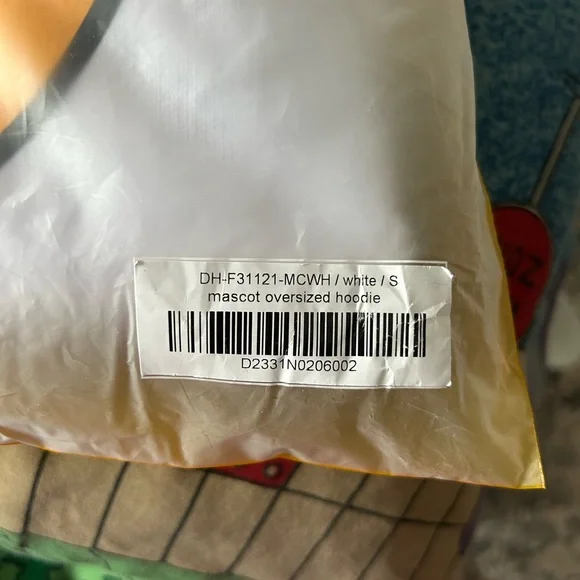 DH-F31121-MCWH / white / S
mascot oversized hoodie
D2331N0206002